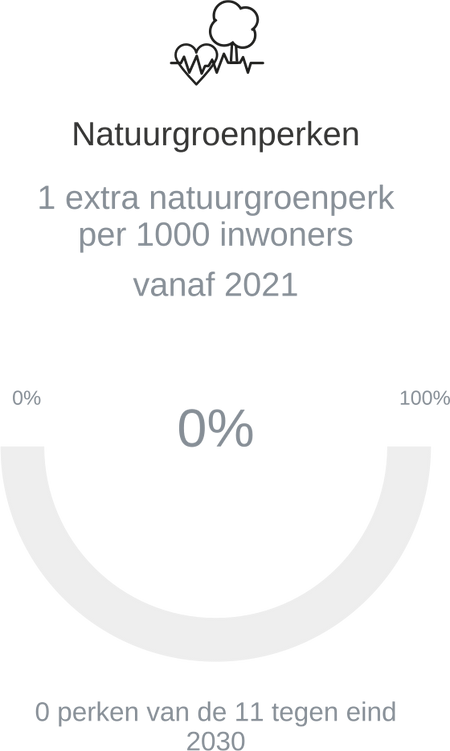 Natuurgroenperken
1 extra natuurgroenperk
per 1000 inwoners
vanaf 2021
0%
100%
0%
0 perken van de 11 tegen eind
2030